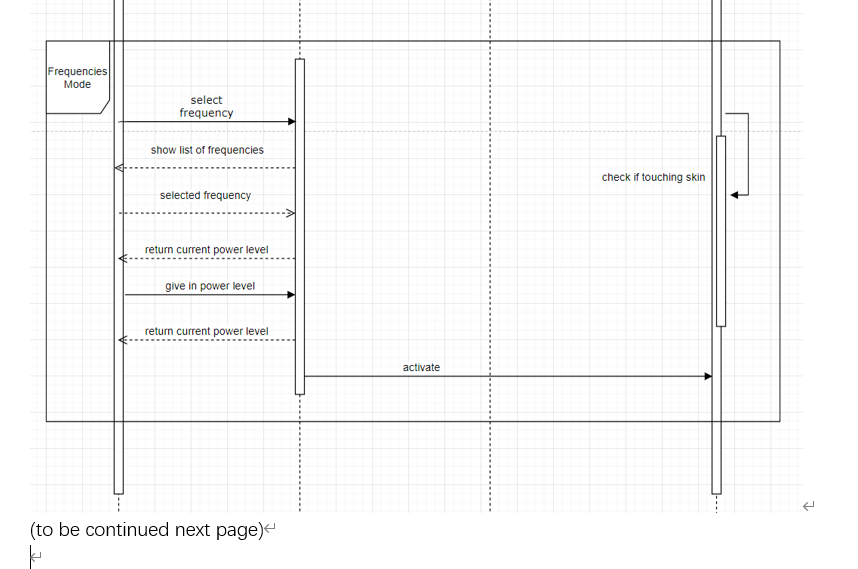 Frequencies
Mode
select
frequency
show list of frequencies
check if touching skin
selected frequency
return current power level
give in power level
return current power level
activate
(to be continued next page)